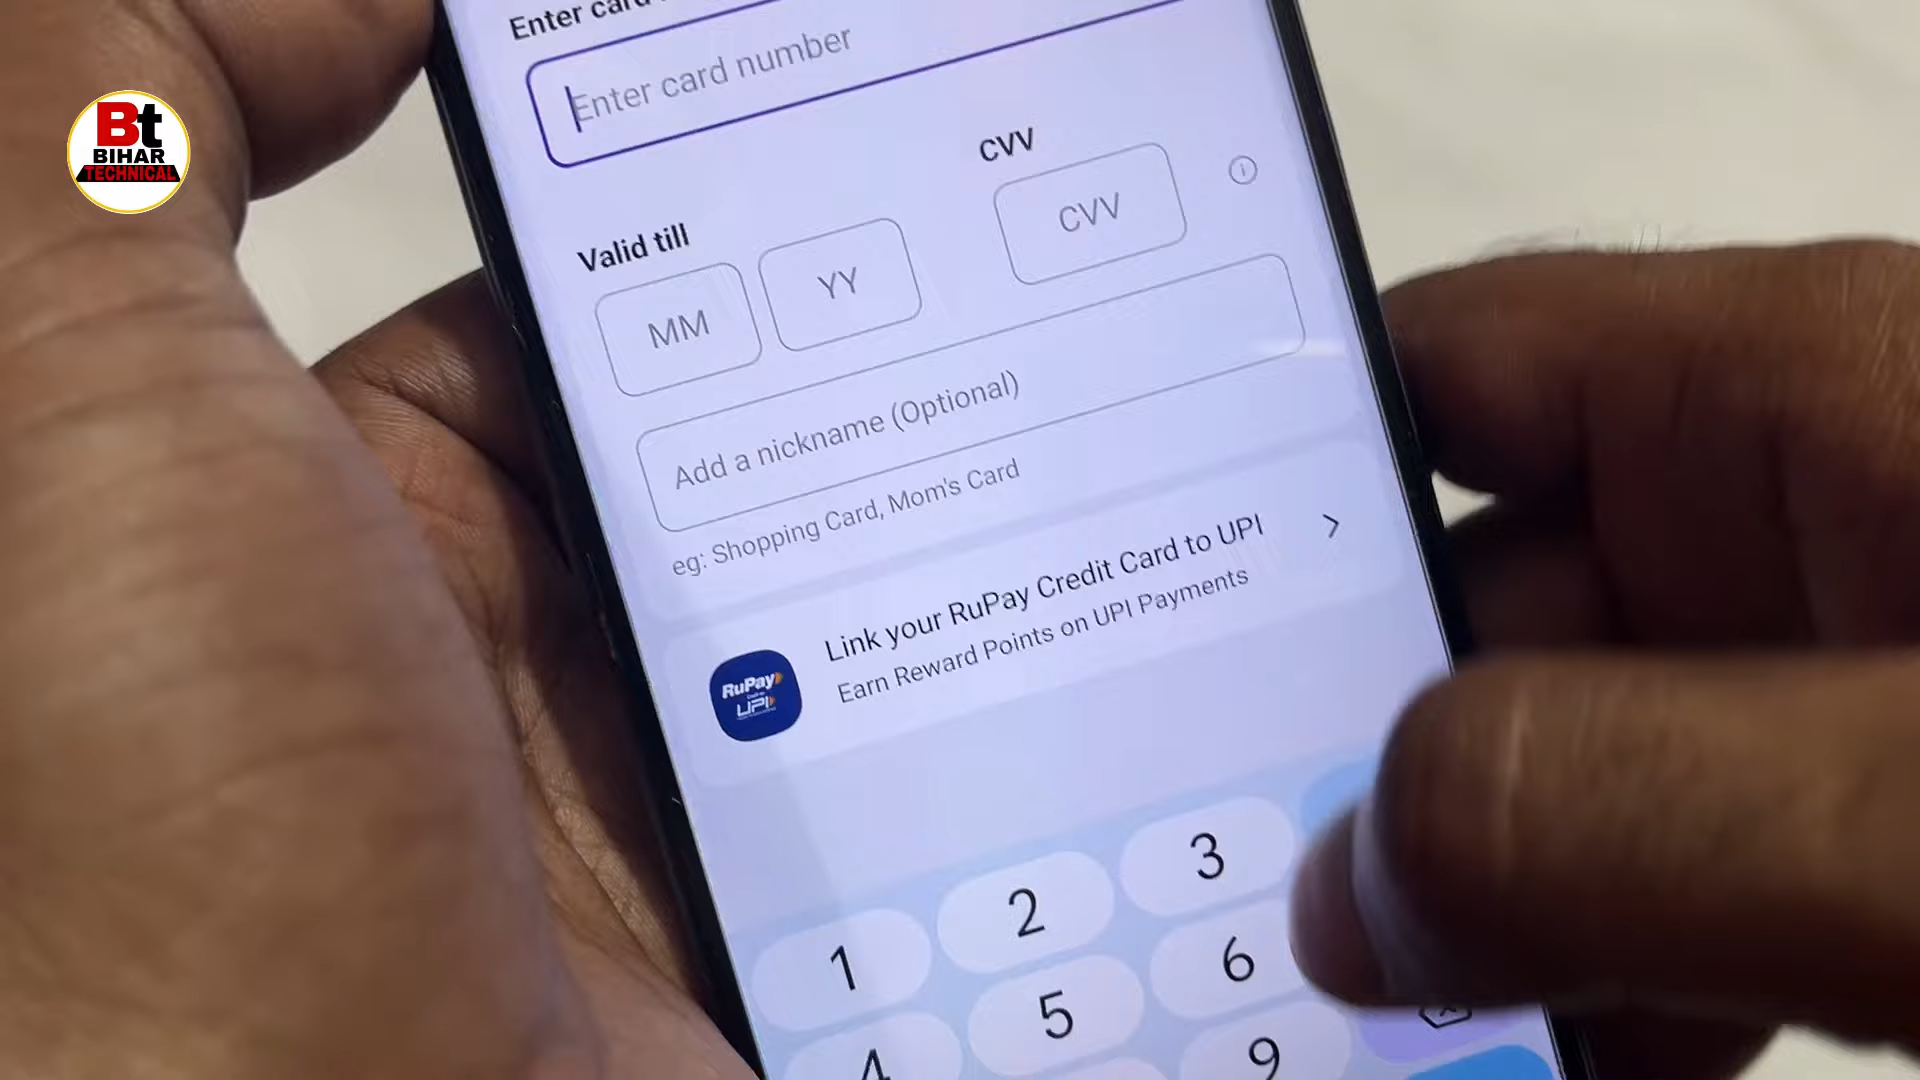 Bt
BIHAR
TECHNICAL
Enter card
Enter card number
CVV
CVV
Valid till
MM
YY
Add a nickname (Optional)
eg: Shopping Card, Mom's Card
Link your RuPay Credit Card to UPI
Earn Reward Points on UPI Payments
RuPay
UPI
1
2
3
4
5
6
9